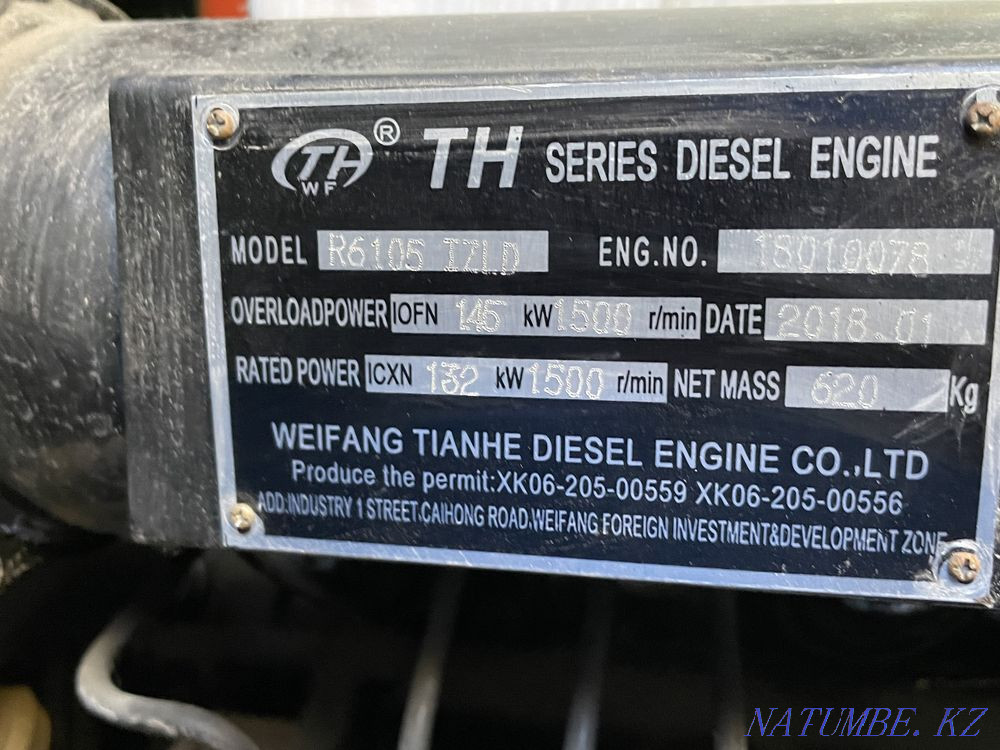 TH ® TH SERIES DIESEL ENGINE
WF
MODEL R6105 IZLD ENG.NO. 18010078
OVERLOADPOWER IOFN 145 kW 1500 r/min DATE 2018.01
RATED POWER ICXN 132 kW 1500 r/min NET MASS 620 Kg
WEIFANG TIANHE DIESEL ENGINE CO.,LTD
Produce the permit:XK06-205-00559 XK06-205-00556
ADD:INDUSTRY 1 STREET.CAIHONG ROAD.WEIFANG FOREIGN INVESTMENT&DEVELOPMENT ZONE
NATUMBE. KZ